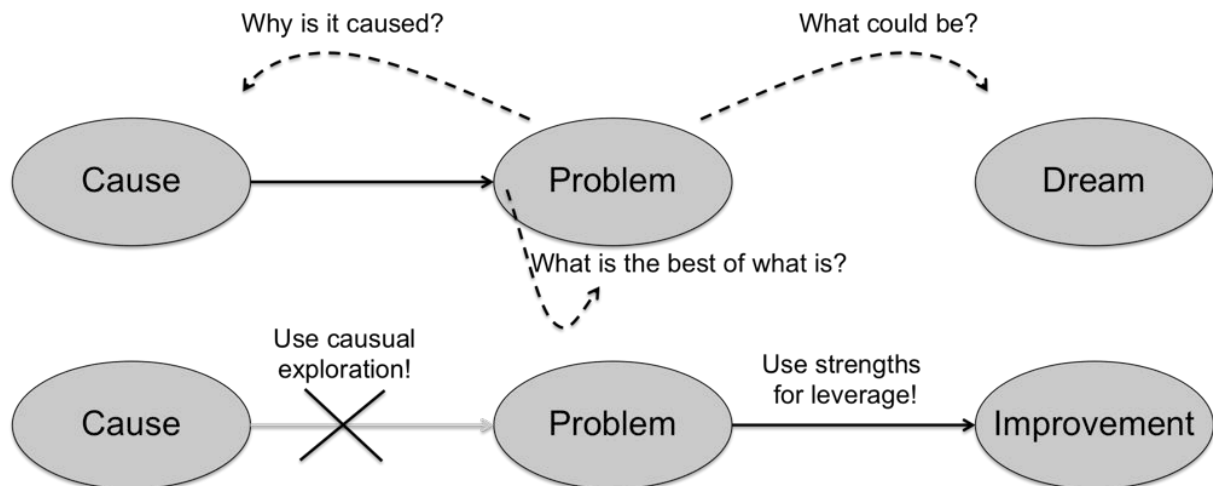 Why is it caused?
What could be?
Cause
Problem
Dream
What is the best of what is?
Use causual
exploration!
Use strengths
for leverage!
Cause
Problem
Improvement